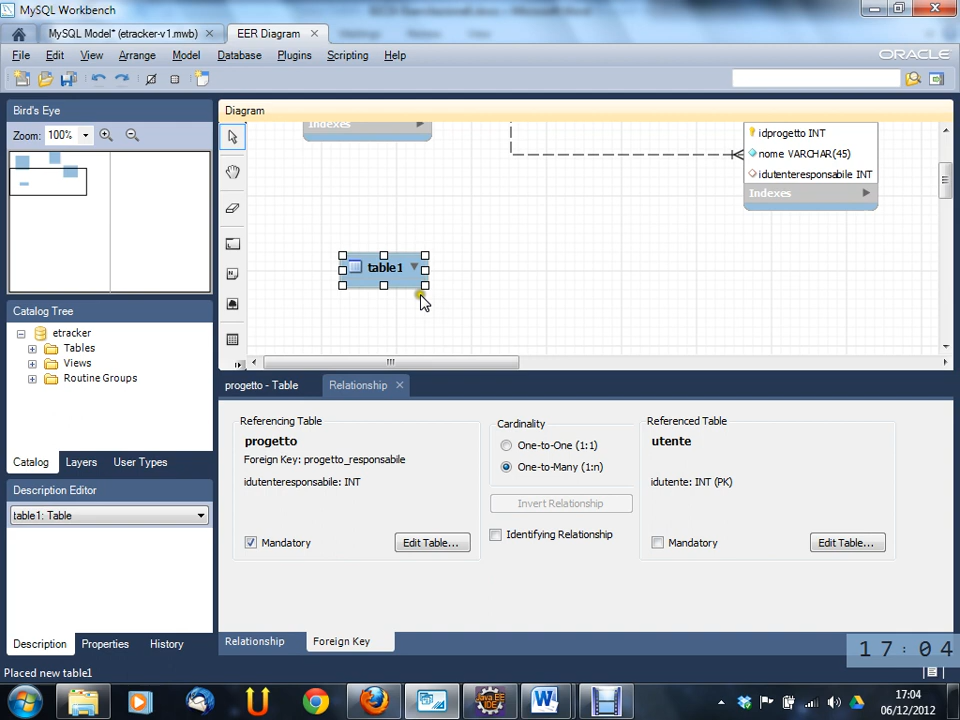 MySQL Workbench
MySQL Model* (etracker-v1.mwb)
EER Diagram
File Edit View Arrange Model Database Plugins Scripting Help
ORACLE
Bird's Eye
Zoom: 100%
Diagram
Indexes
idprogetto INT
nome VARCHAR(45)
idutenteresponsabile INT
Indexes
table1
Catalog Tree
etracker
Tables
Views
Routine Groups
Catalog Layers User Types
Description Editor
table1: Table
Description Properties History
progetto - Table
Relationship
Referencing Table
progetto
Foreign Key: progetto_responsabile
idutenteresponsabile: INT
Mandatory
Edit Table...
Cardinality
One-to-One (1:1)
One-to-Many (1:n)
Invert Relationship
Identifying Relationship
Referenced Table
utente
idutente: INT (PK)
Mandatory
Edit Table...
Relationship Foreign Key
17:04
Placed new table1
Java EE
IDE
17:04
06/12/2012